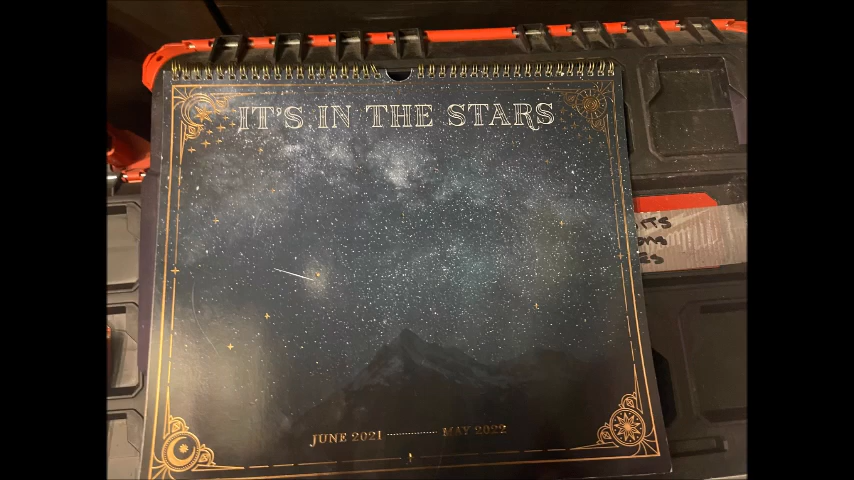 IT'S IN THE STARS
JUNE 2021 ---------- MAY 2022